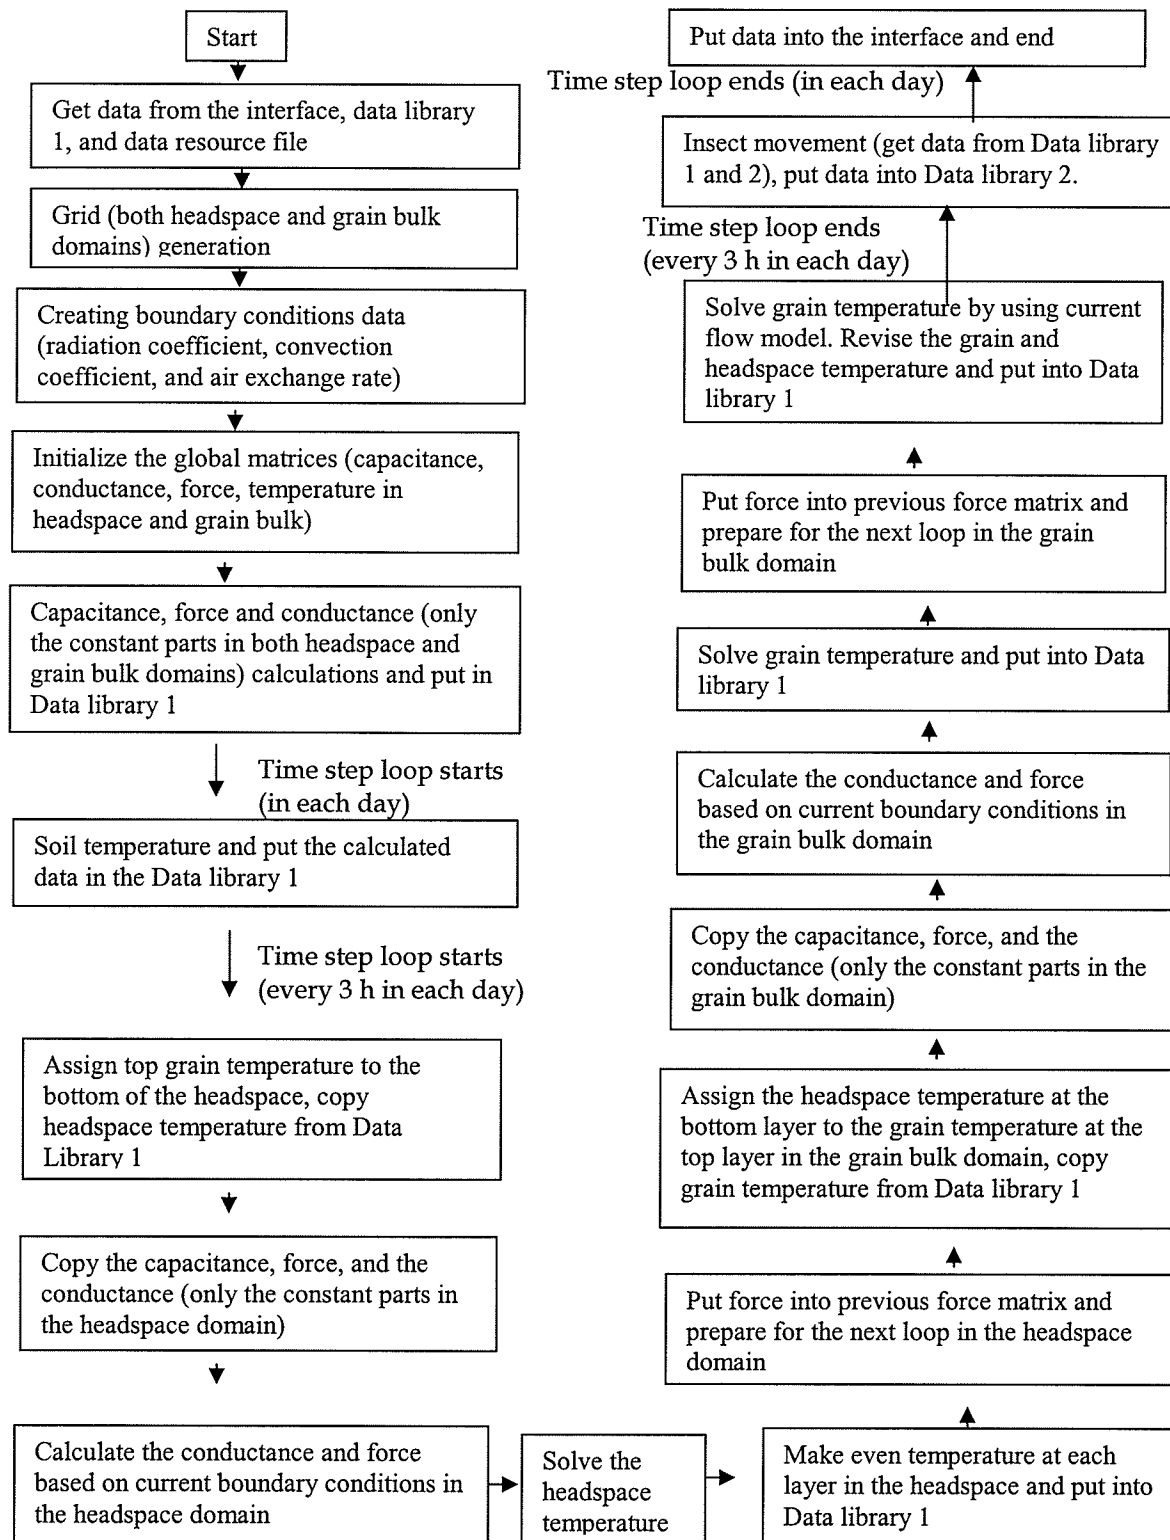 Start
Get data from the interface, data library
1, and data resource file
Grid (both headspace and grain bulk
domains) generation
Creating boundary conditions data
(radiation coefficient, convection
coefficient, and air exchange rate)
Initialize the global matrices (capacitance,
conductance, force, temperature in
headspace and grain bulk)
Capacitance, force and conductance (only
the constant parts in both headspace and
grain bulk domains) calculations and put in
Data library 1
Time step loop starts
(in each day)
Soil temperature and put the calculated
data in the Data library 1
Time step loop starts
(every 3 h in each day)
Assign top grain temperature to the
bottom of the headspace, copy
headspace temperature from Data
Library 1
Copy the capacitance, force, and the
conductance (only the constant parts in
the headspace domain)
Calculate the conductance and force
based on current boundary conditions in
the headspace domain
Solve the
headspace
temperature
Make even temperature at each
layer in the headspace and put into
Data library 1
Put force into previous force matrix and
prepare for the next loop in the headspace
domain
Assign the headspace temperature at the
bottom layer to the grain temperature at the
top layer in the grain bulk domain, copy
grain temperature from Data library 1
Copy the capacitance, force, and the
conductance (only the constant parts in the
grain bulk domain)
Calculate the conductance and force
based on current boundary conditions in
the grain bulk domain
Solve grain temperature and put into Data
library 1
Put force into previous force matrix and
prepare for the next loop in the grain
bulk domain
Solve grain temperature by using current
flow model. Revise the grain and
headspace temperature and put into Data
library 1
Time step loop ends
(every 3 h in each day)
Insect movement (get data from Data library
1 and 2), put data into Data library 2.
Time step loop ends (in each day)
Put data into the interface and end